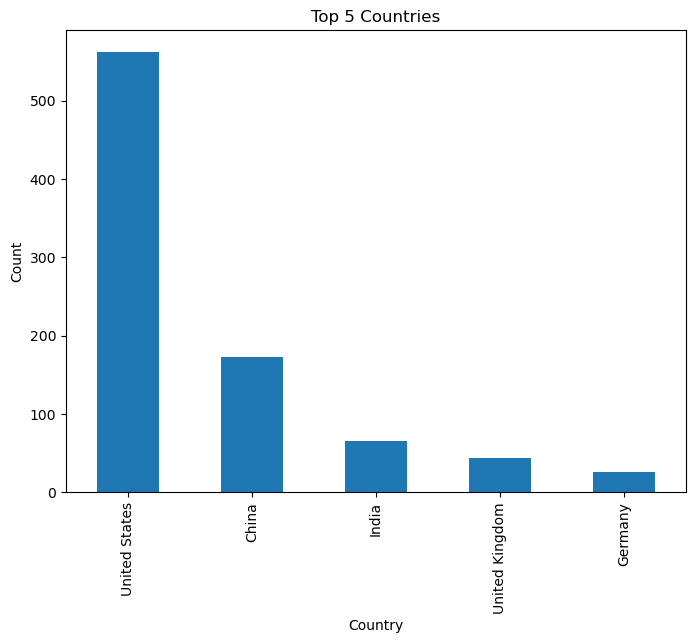 Top 5 Countries
Count
500
400
300
200
100
0
United States
China
India
United Kingdom
Germany
Country